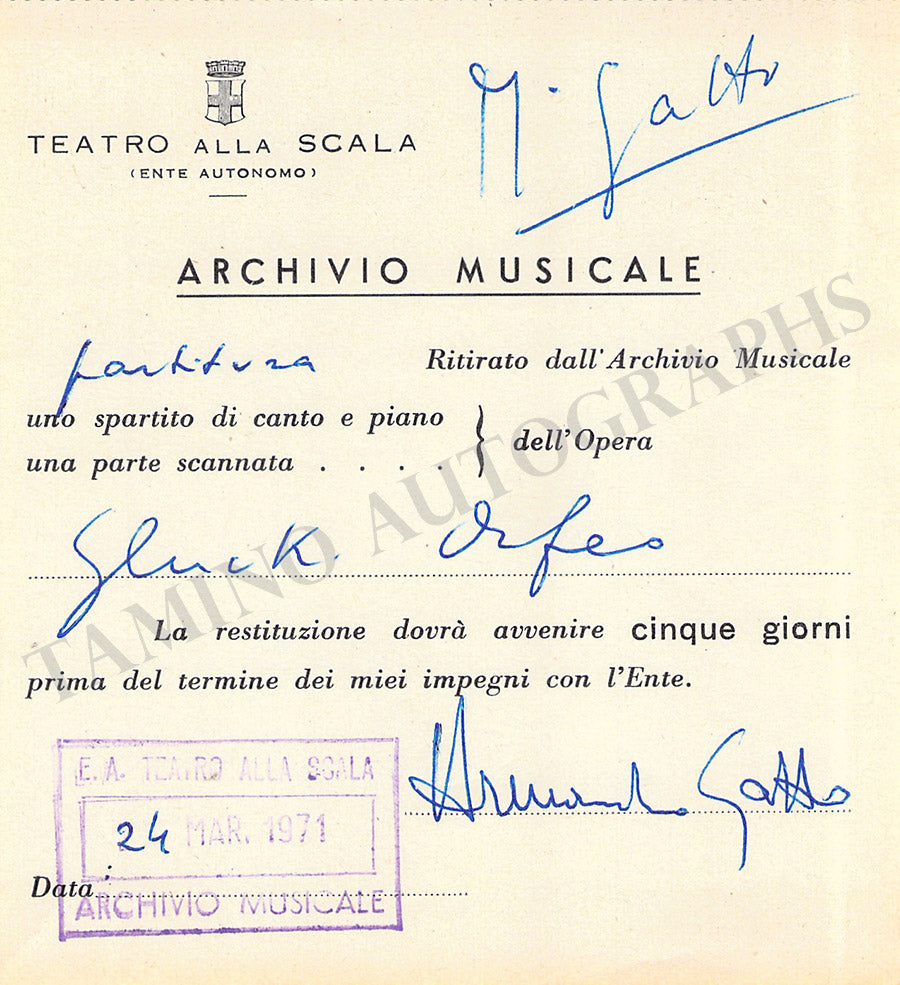 M. Gatto
TEATRO ALLA SCALA
(ENTE AUTONOMO)
ARCHIVIO MUSICALE
partitura Ritirato dall'Archivio Musicale
uno spartito di canto e piano
una parte scannata . . . . } dell'Opera
Gluck. Orfeo
La restituzione dovrà avvenire cinque giorni
prima del termine dei miei impegni con l'Ente.
Armando Gatto
E. A. TEATRO ALLA SCALA
24 MAR. 1971
Data:
ARCHIVIO MUSICALE
TAMINO AUTOGRAPHS